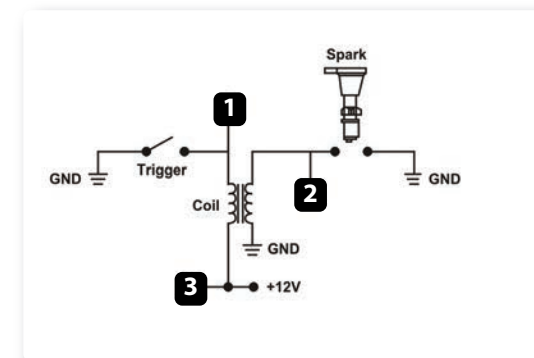 Spark
1
Trigger
GND
GND
2
Coil
GND
3
+12V